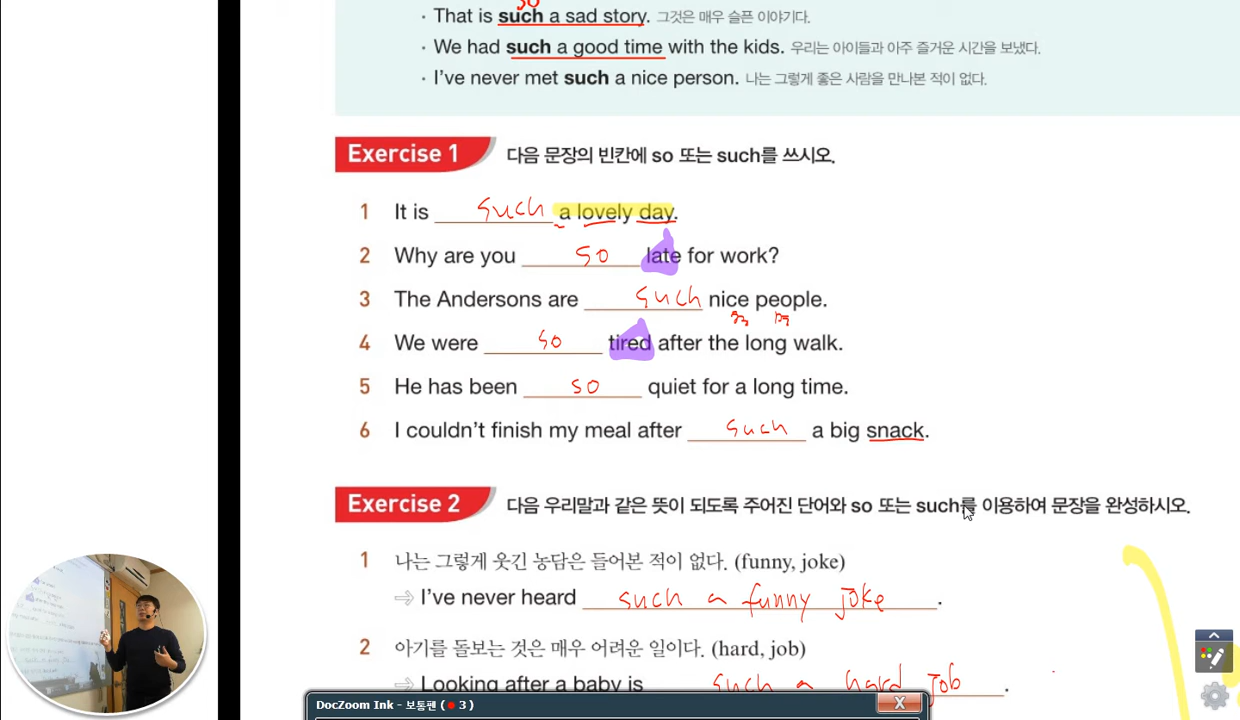 so
· That is such a sad story. 그것은 매우 슬픈 이야기다.
· We had such a good time with the kids. 우리는 아이들과 아주 즐거운 시간을 보냈다.
· I've never met such a nice person. 나는 그렇게 좋은 사람을 만나본 적이 없다.
Exercise 1 다음 문장의 빈칸에 so 또는 such를 쓰시오.
1 It is such a lovely day.
2 Why are you so late for work?
3 The Andersons are such nice people.
4 We were so tired after the long walk.
5 He has been so quiet for a long time.
6 I couldn't finish my meal after such a big snack.
Exercise 2 다음 우리말과 같은 뜻이 되도록 주어진 단어와 so 또는 such를 이용하여 문장을 완성하시오.
1 나는 그렇게 웃긴 농담은 들어본 적이 없다. (funny, joke)
⇨ I've never heard such a funny joke.
2 아기를 돌보는 것은 매우 어려운 일이다. (hard, job)
⇨ Looking after a baby is such a hard job.
DocZoom Ink - 보통펜 ( 3 ) X